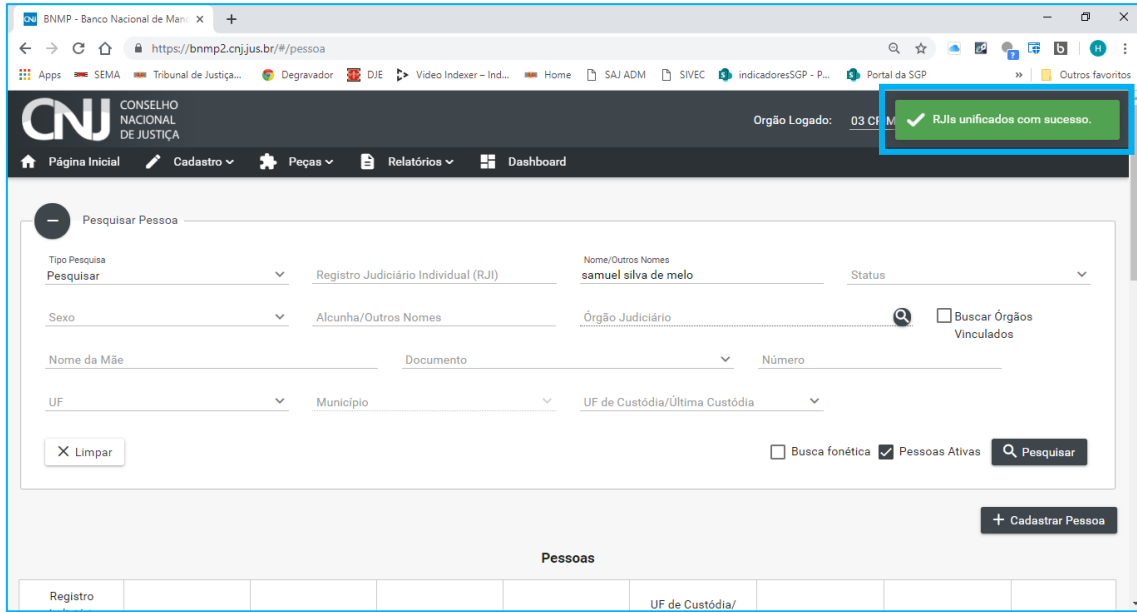 BNMP - Banco Nacional de Mand
https://bnmp2.cnj.jus.br/#/pessoa
Apps SEMA Tribunal de Justiça... Degravador DJE Video Indexer – Ind... Home SAJ ADM SIVEC indicadoresSGP - P... Portal da SGP » Outros favoritos
CNJ CONSELHO
NACIONAL
DE JUSTIÇA
Orgão Logado: 03 CRIM
RJIs unificados com sucesso.
Página Inicial Cadastro Peças Relatórios Dashboard
Pesquisar Pessoa
Tipo Pesquisa Nome/Outros Nomes
Pesquisar Registro Judiciário Individual (RJI) samuel silva de melo Status
Sexo Alcunha/Outros Nomes Órgão Judiciário Buscar Órgãos
Vinculados
Nome da Mãe Documento Número
UF Município UF de Custódia/Última Custódia
Limpar Busca fonética Pessoas Ativas Pesquisar
+ Cadastrar Pessoa
Pessoas
Registro
UF de Custódia/